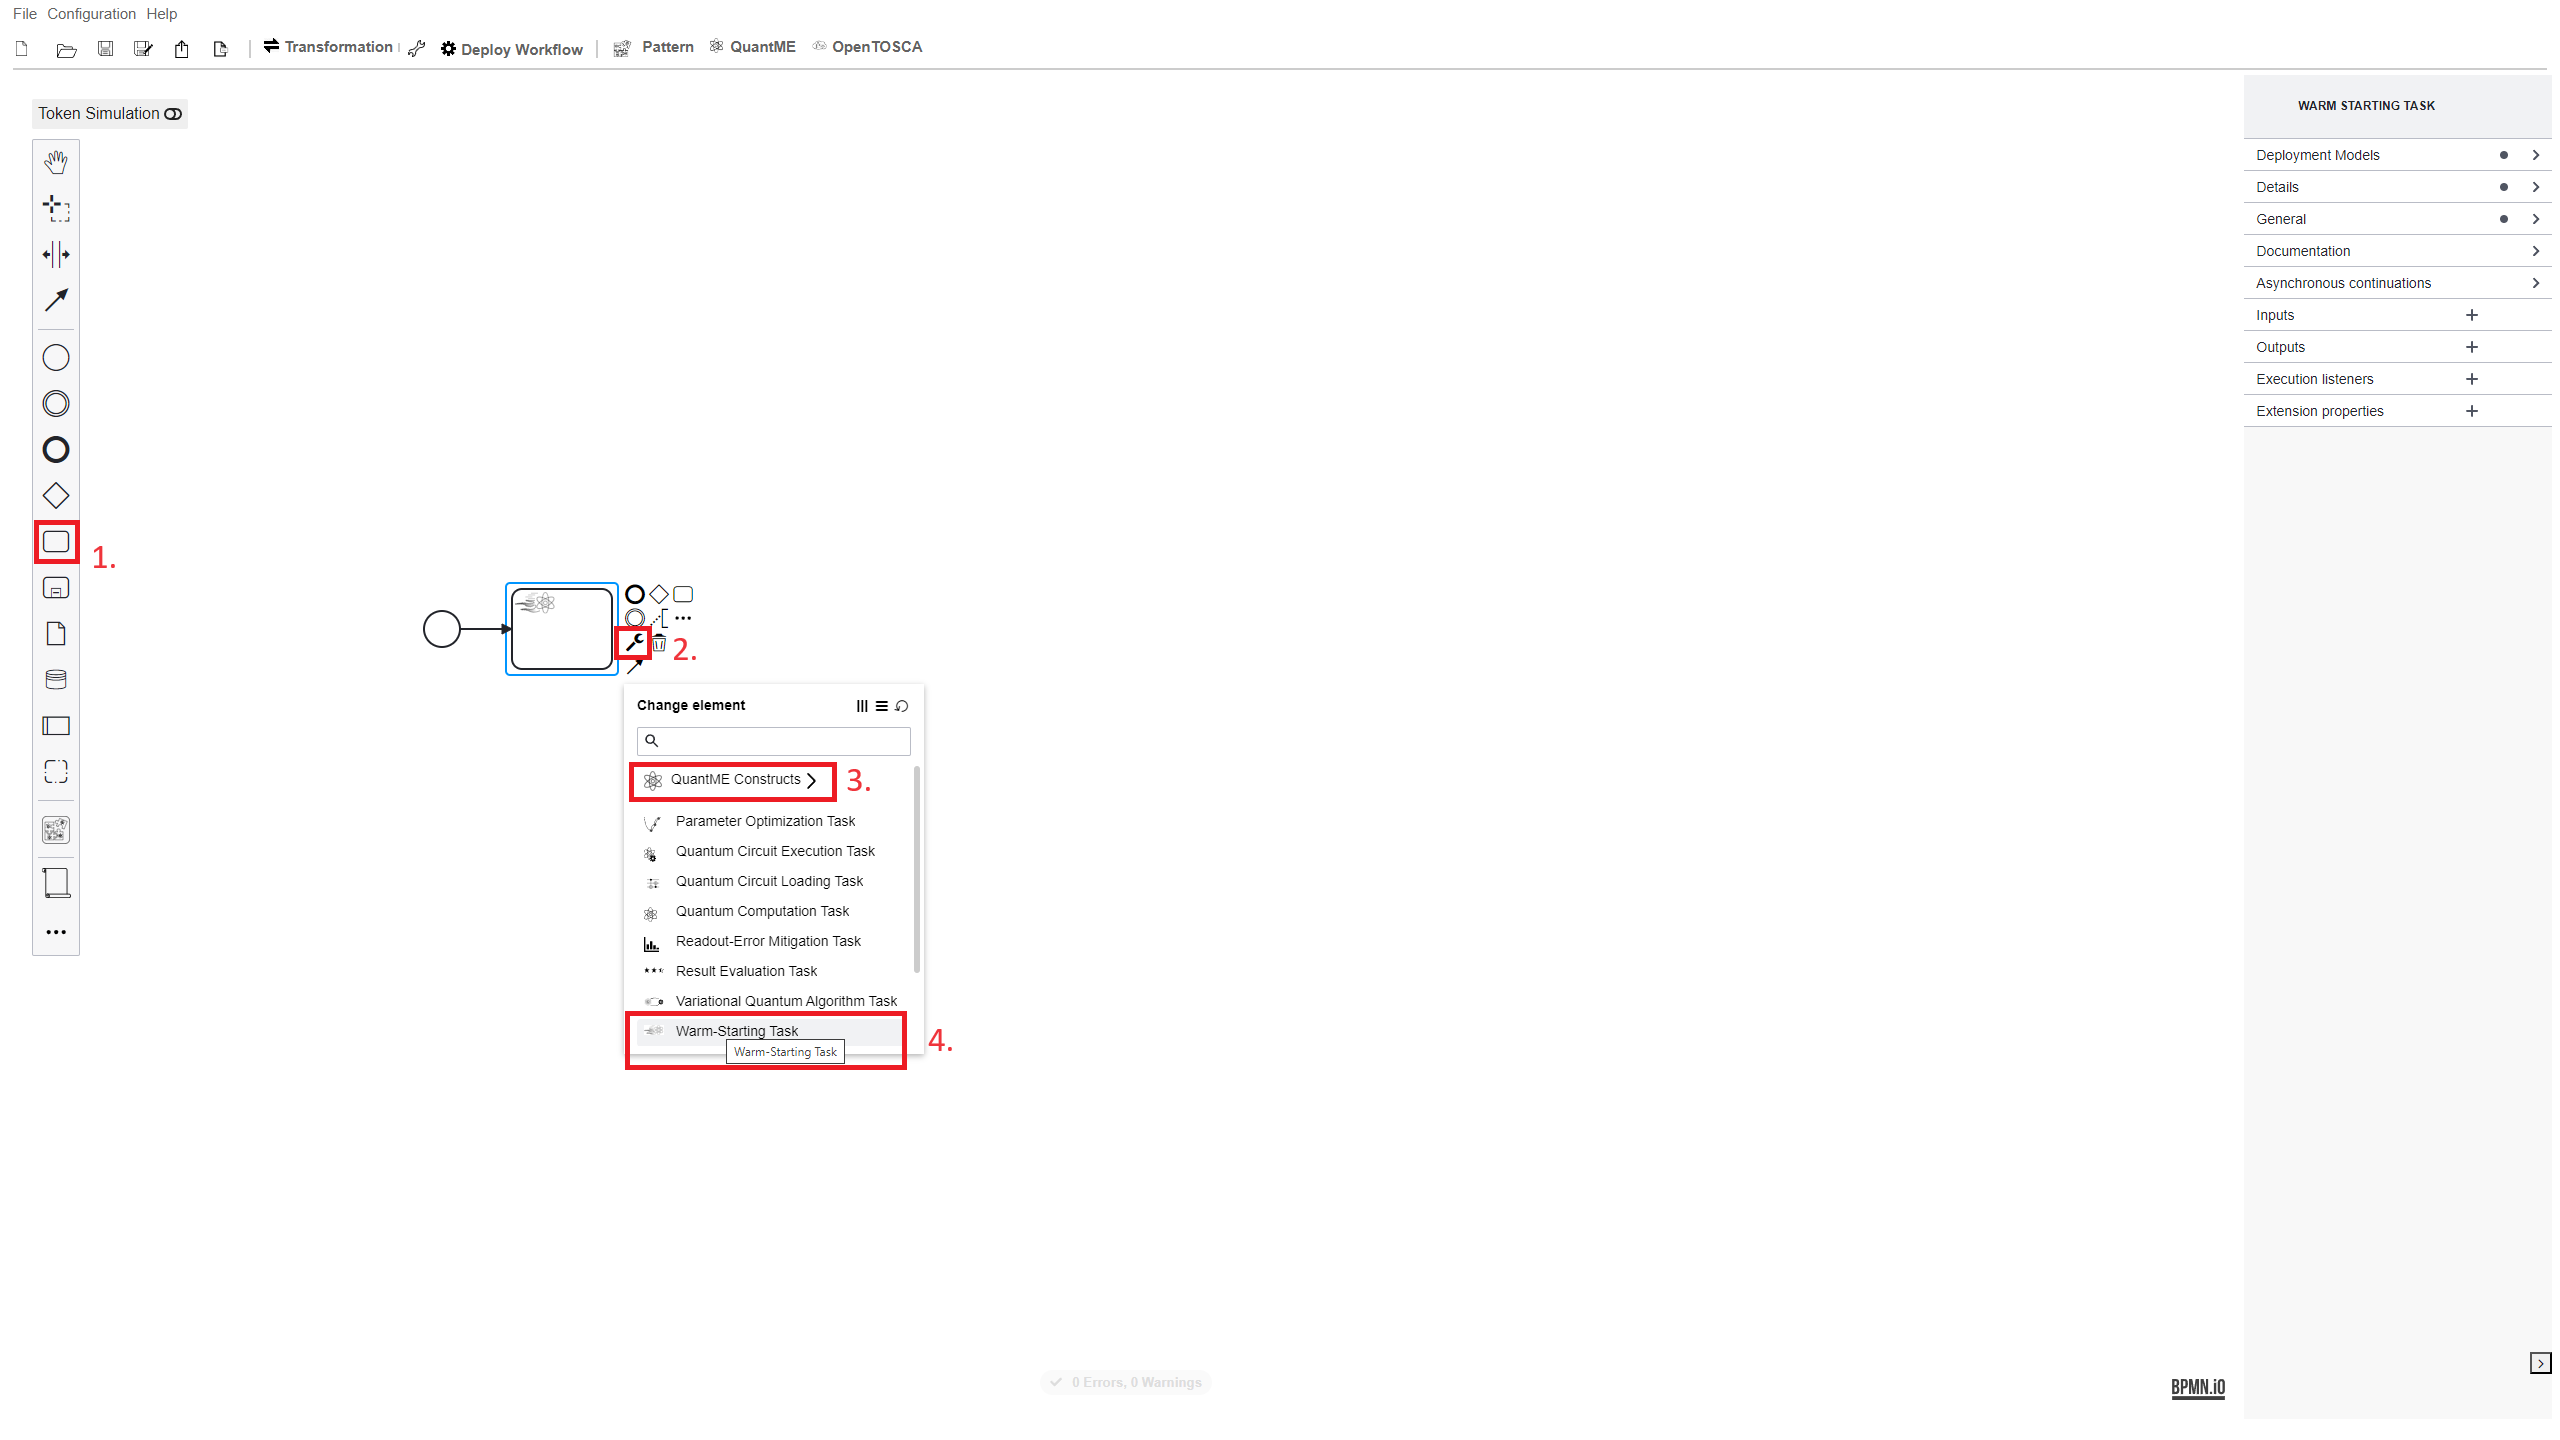 File Configuration Help
Transformation Deploy Workflow Pattern QuantME OpenTOSCA
Token Simulation
1.
2.
Change element
QuantME Constructs
3.
Parameter Optimization Task
Quantum Circuit Execution Task
Quantum Circuit Loading Task
Quantum Computation Task
Readout-Error Mitigation Task
Result Evaluation Task
Variational Quantum Algorithm Task
Warm-Starting Task
Warm-Starting Task
4.
WARM STARTING TASK
Deployment Models
Details
General
Documentation
Asynchronous continuations
Inputs
Outputs
Execution listeners
Extension properties
0 Errors, 0 Warnings
BPMN.iO